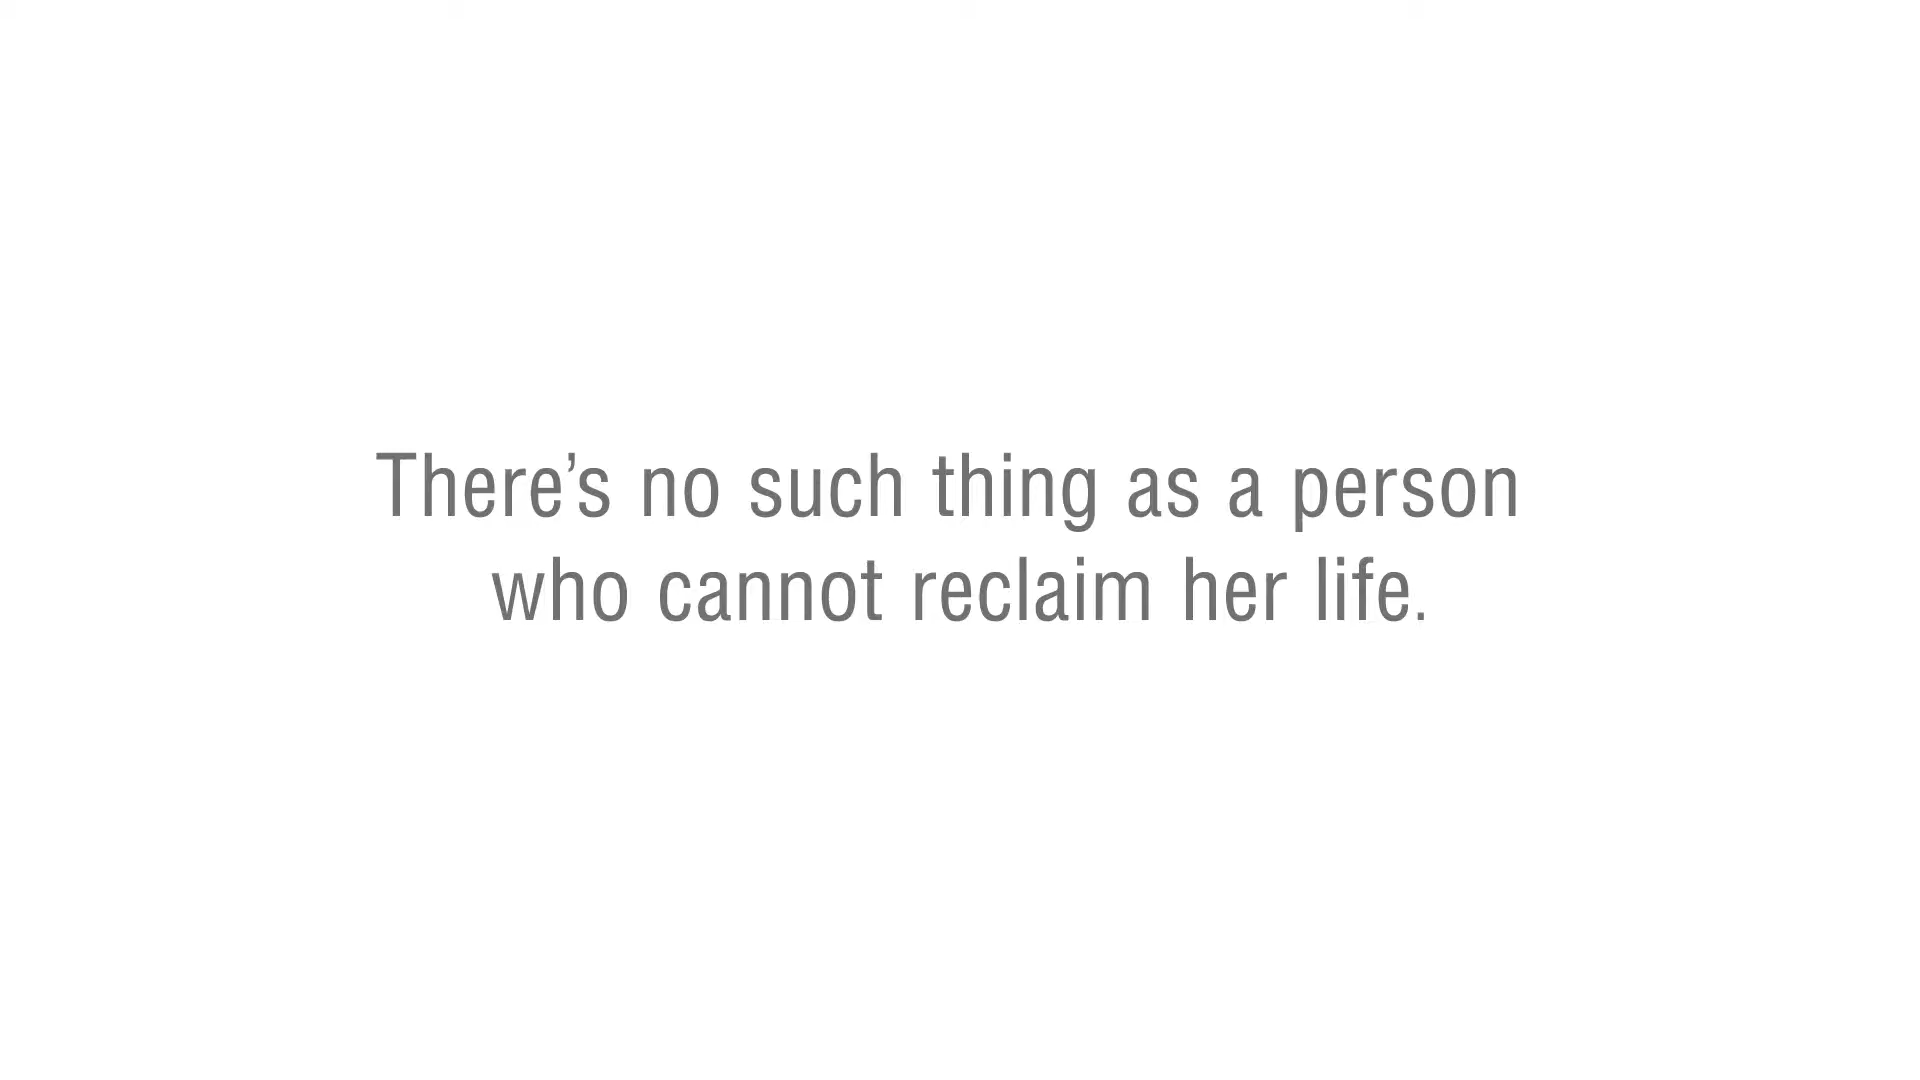 There’s no such thing as a person
who cannot reclaim her life.